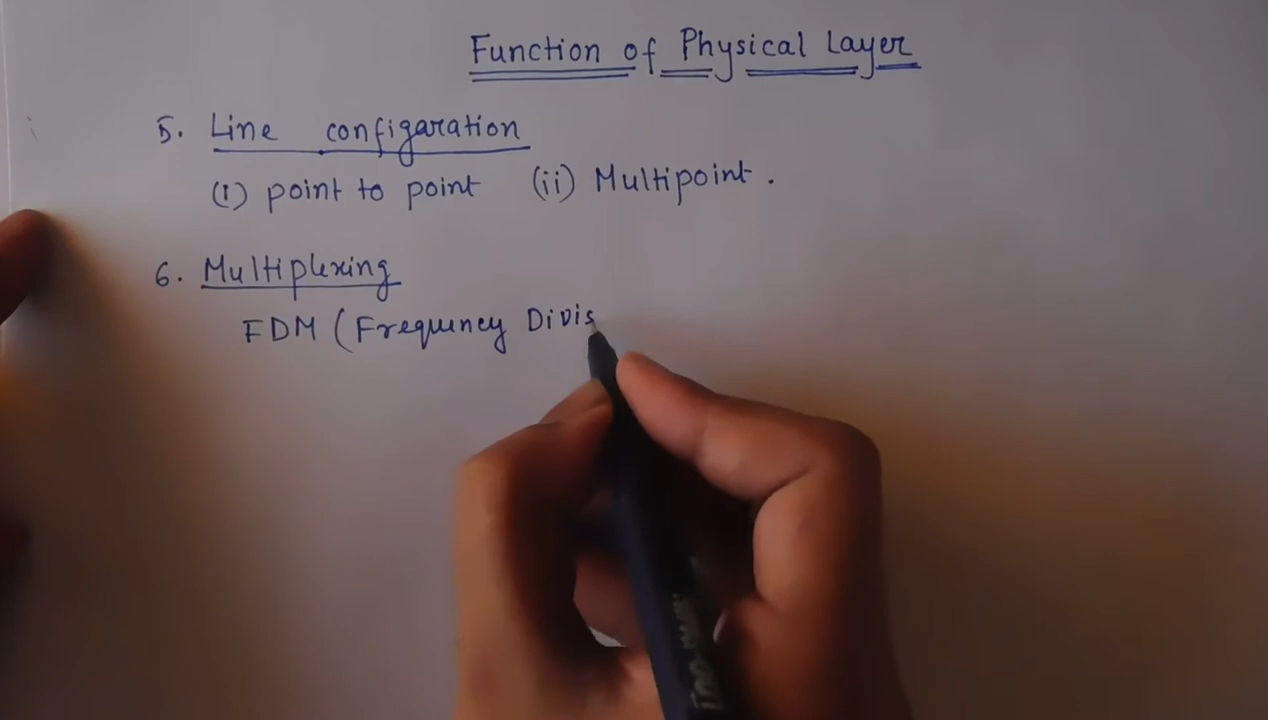 Function of Physical Layer
5. Line configaration
(i) point to point (ii) Multipoint.
6. Multiplexing
FDM (Frequency Divis